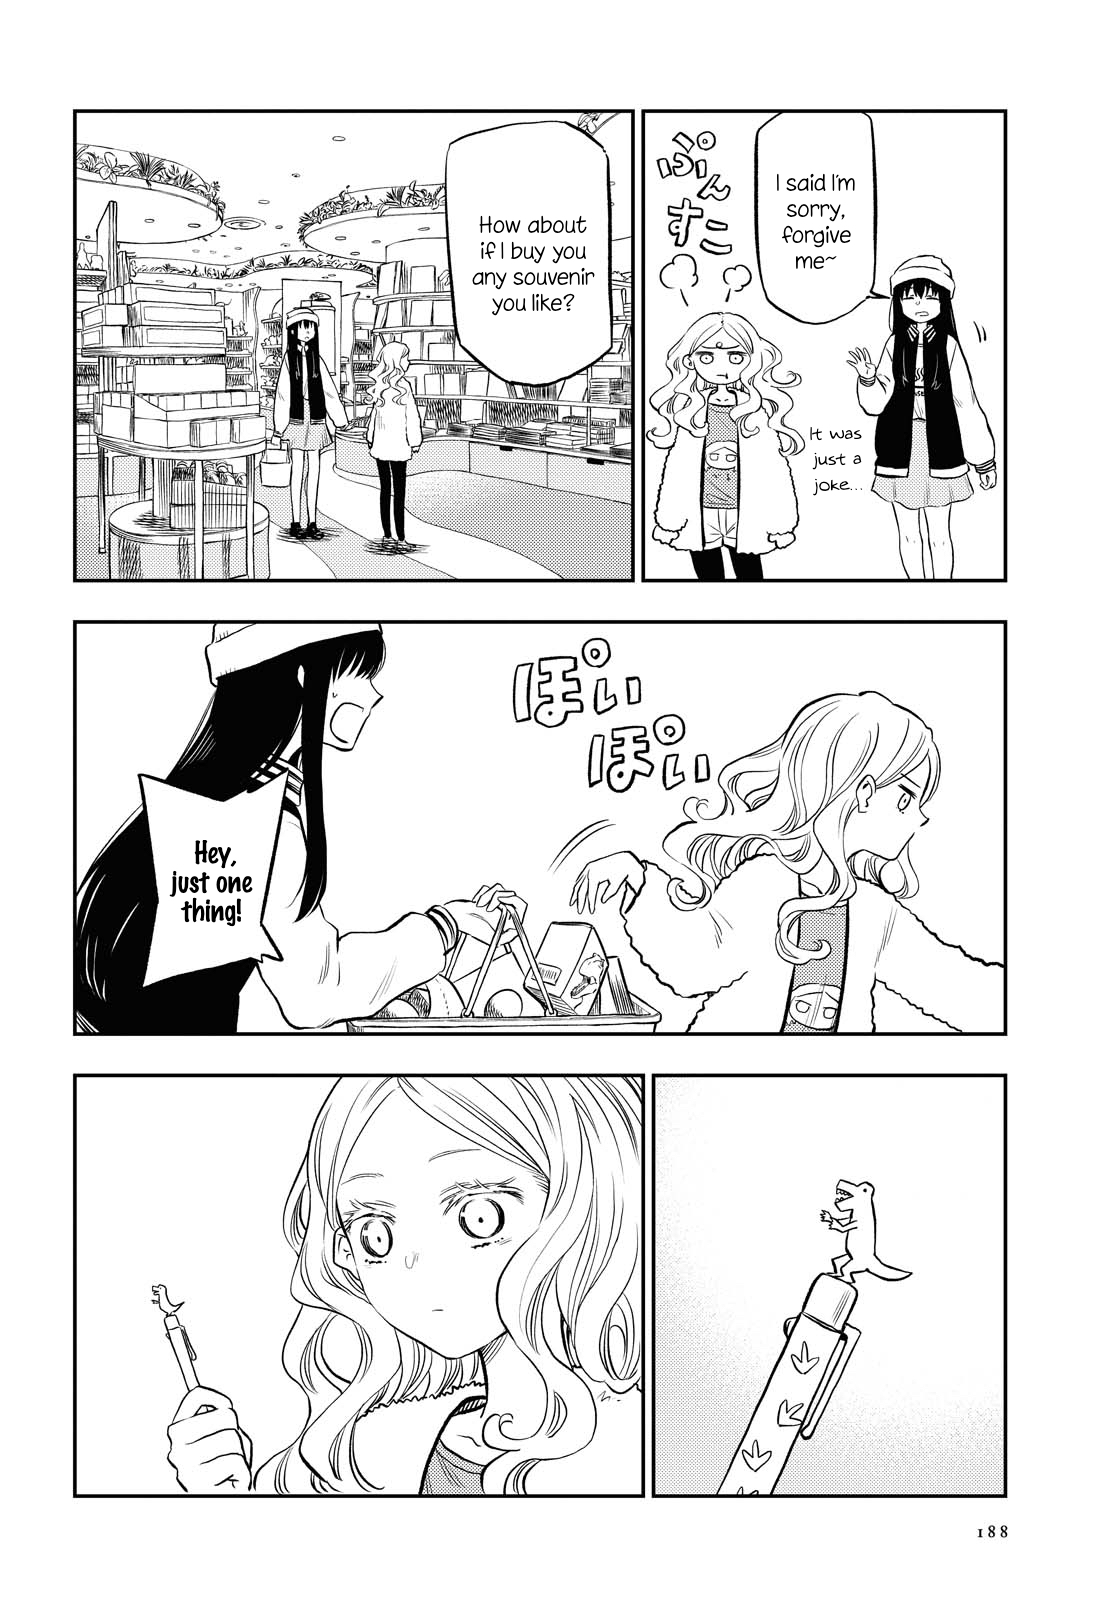 ぷん
すこ
I said I'm
sorry,
forgive
me~
It was
just a
joke...
How about
if I buy you
any souvenir
you like?
ぽい
ぽい
Hey,
just one
thing!
188